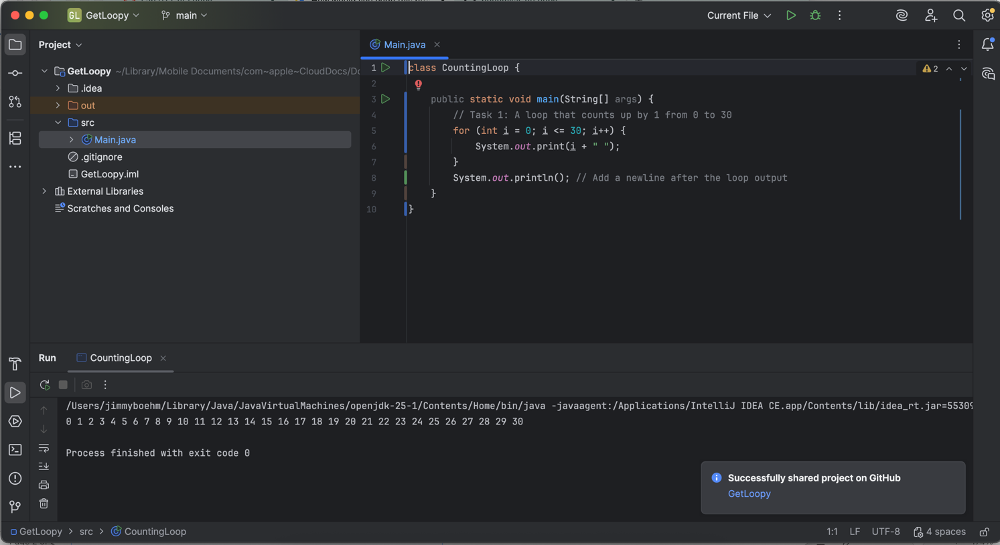 GL GetLoopy main Current File
Project
Main.java
GetLoopy ~/Library/Mobile Documents/com~apple~CloudDocs/Do
.idea
out
src
Main.java
.gitignore
GetLoopy.iml
External Libraries
Scratches and Consoles
1 class CountingLoop {
2
2
3 public static void main(String[] args) {
4 // Task 1: A loop that counts up by 1 from 0 to 30
5 for (int i = 0; i <= 30; i++) {
6 System.out.print(i + " ");
7 }
8 System.out.println(); // Add a newline after the loop output
9 }
10 }
Run CountingLoop
/Users/jimmyboehm/Library/Java/JavaVirtualMachines/openjdk-25-1/Contents/Home/bin/java -javaagent:/Applications/IntelliJ IDEA CE.app/Contents/lib/idea_rt.jar=55309
0 1 2 3 4 5 6 7 8 9 10 11 12 13 14 15 16 17 18 19 20 21 22 23 24 25 26 27 28 29 30
Process finished with exit code 0
Successfully shared project on GitHub
GetLoopy
GetLoopy > src > CountingLoop
1:1 LF UTF-8 4 spaces